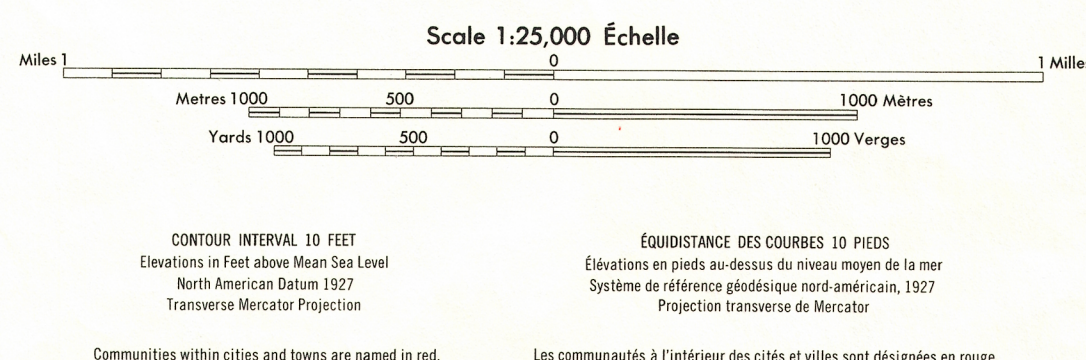 Scale 1:25,000 Échelle
Miles 1 0 1 Mille
Metres 1000 500 0 1000 Mètres
Yards 1000 500 0 1000 Verges
CONTOUR INTERVAL 10 FEET
Elevations in Feet above Mean Sea Level
North American Datum 1927
Transverse Mercator Projection
ÉQUIDISTANCE DES COURBES 10 PIEDS
Élévations en pieds au-dessus du niveau moyen de la mer
Système de référence géodésique nord-américain, 1927
Projection transverse de Mercator
Communities within cities and towns are named in red.
Les communautés à l'intérieur des cités et villes sont désignées en rouge